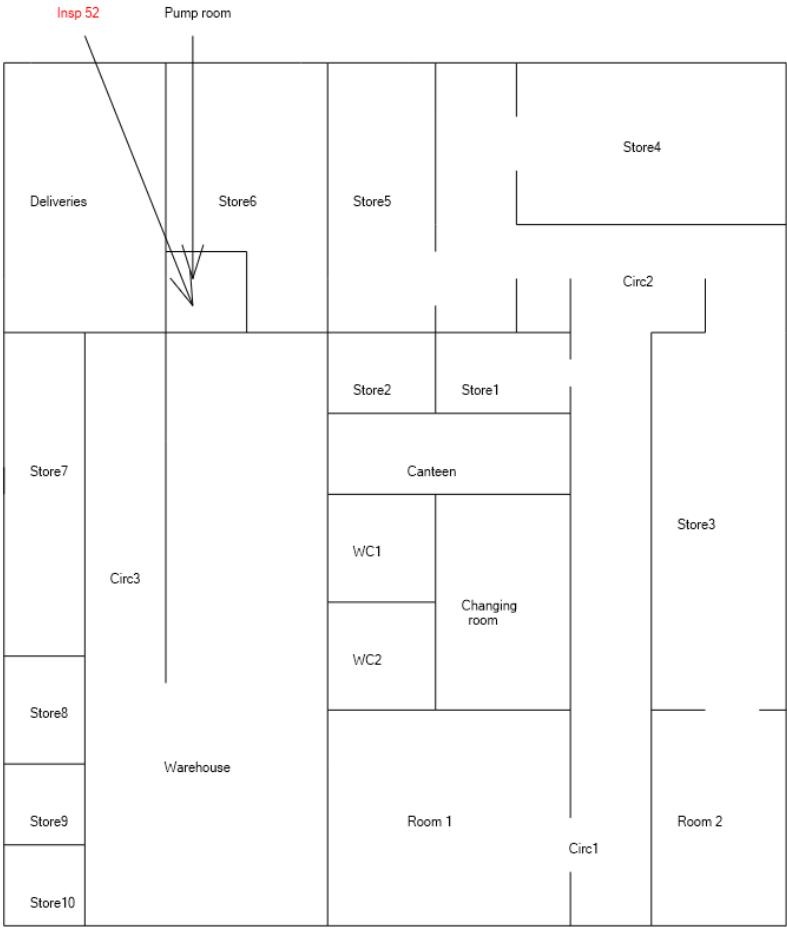 Insp 52
Pump room
Store4
Deliveries
Store6
Store5
Circ2
Store2
Store1
Store7
Canteen
Store3
WC1
Circ3
Changing
room
WC2
Store8
Warehouse
Store9
Room 1
Room 2
Circ1
Store10